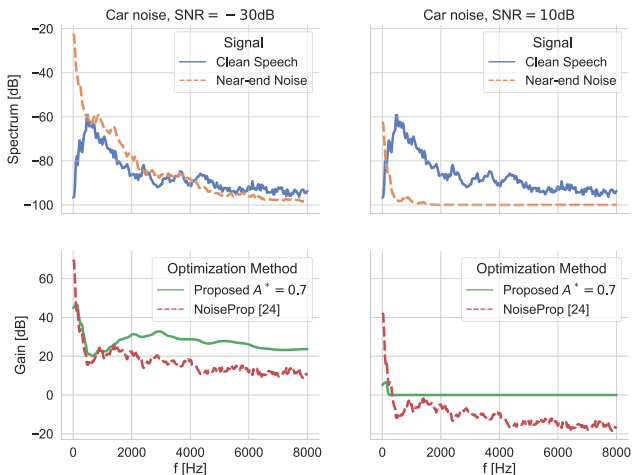 Car noise, SNR = − 30dB
Car noise, SNR = 10dB
Spectrum [dB]
−20
−40
−60
−80
−100
Signal
Clean Speech
Near-end Noise
Signal
Clean Speech
Near-end Noise
Gain [dB]
60
40
20
0
−20
Optimization Method
Proposed A* = 0.7
NoiseProp [24]
Optimization Method
Proposed A* = 0.7
NoiseProp [24]
0 2000 4000 6000 8000
0 2000 4000 6000 8000
f [Hz]
f [Hz]